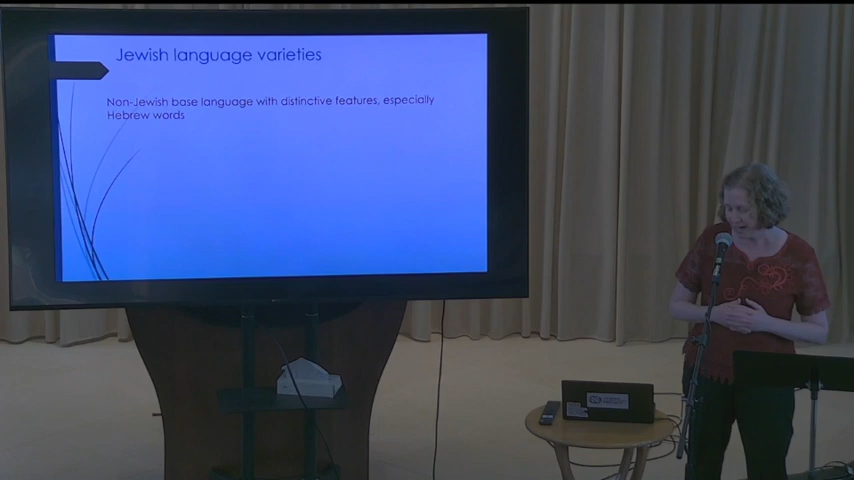 Jewish language varieties
Non-Jewish base language with distinctive features, especially
Hebrew words